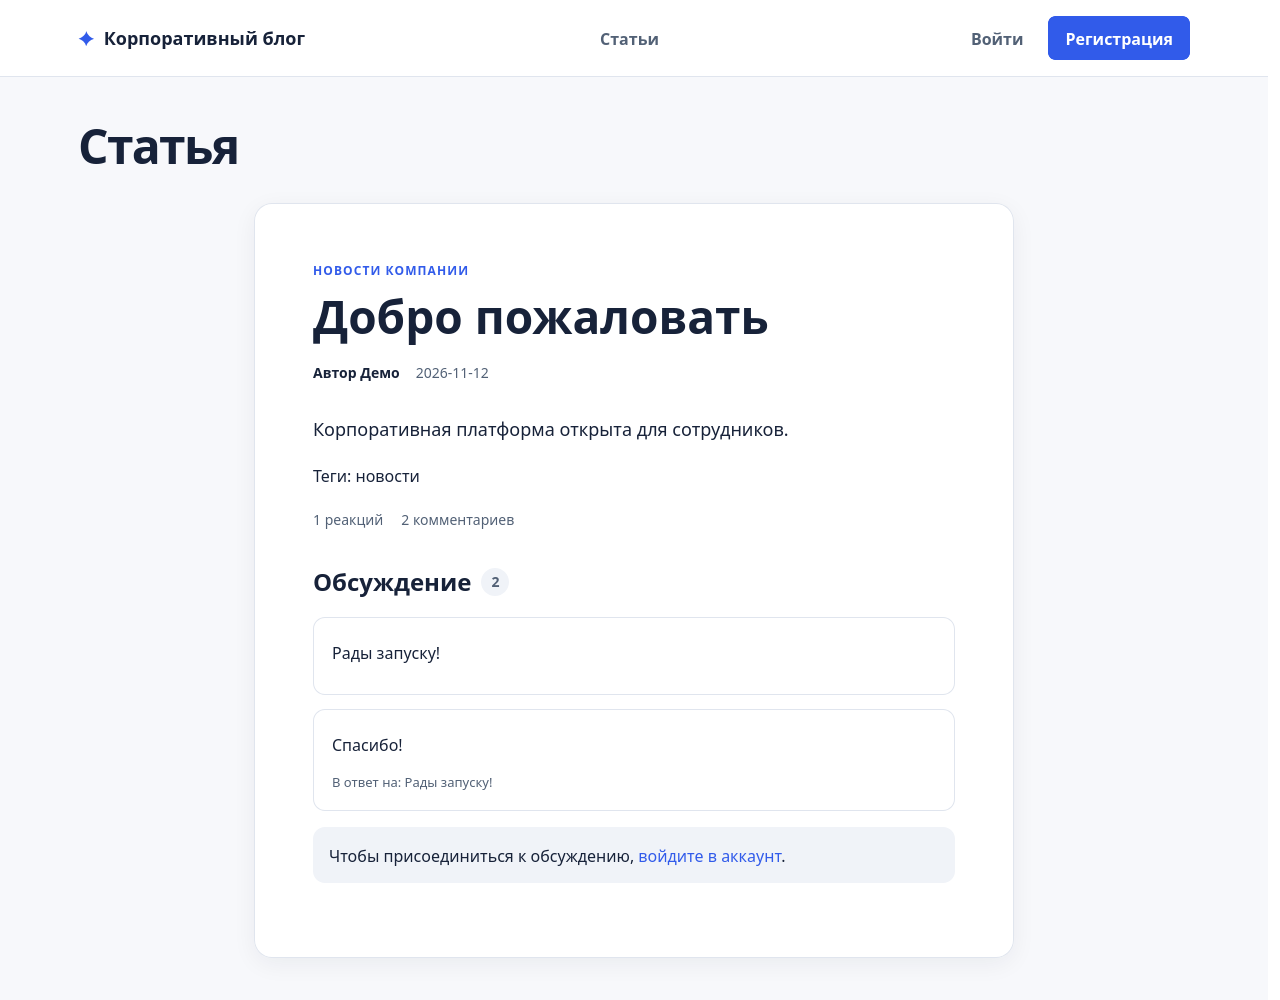 Корпоративный блог
Статьи
Войти
Регистрация
Статья
НОВОСТИ КОМПАНИИ
Добро пожаловать
Автор Демо 2026-11-12
Корпоративная платформа открыта для сотрудников.
Теги: новости
1 реакций 2 комментариев
Обсуждение 2
Рады запуску!
Спасибо!
В ответ на: Рады запуску!
Чтобы присоединиться к обсуждению, войдите в аккаунт.